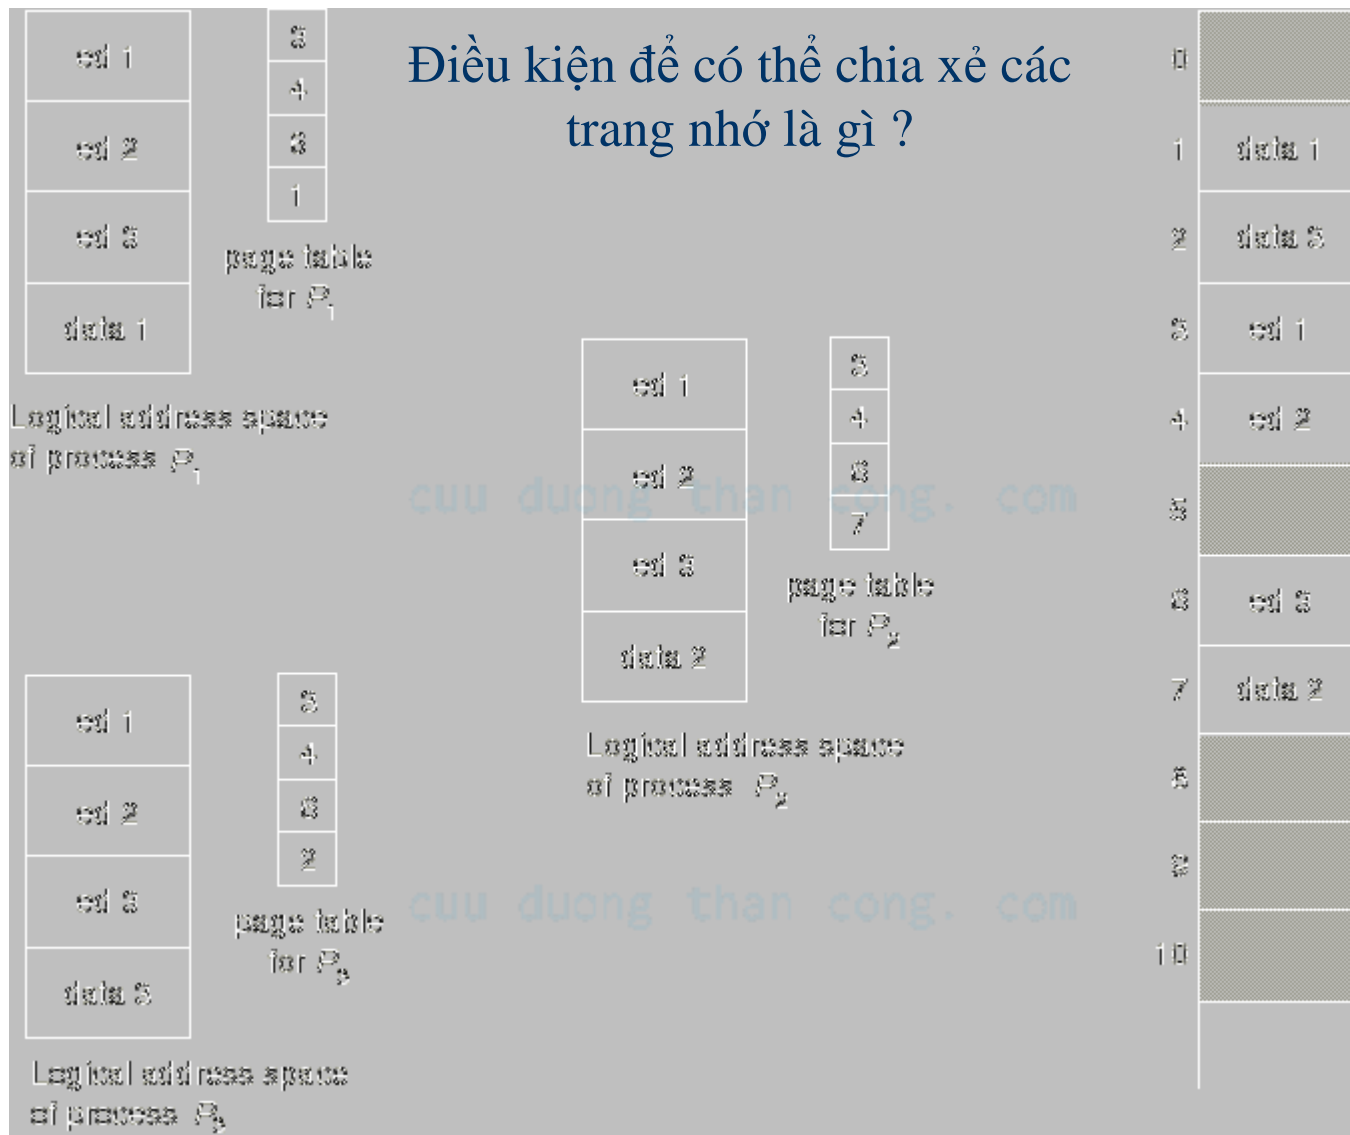 Điều kiện để có thể chia xẻ các
trang nhớ là gì ?
ed 1
ed 2
ed 3
data 1
3
4
6
1
page table
for P1
Logical address space
of process P1
ed 1
ed 2
ed 3
data 2
3
4
6
7
page table
for P2
Logical address space
of process P2
ed 1
ed 2
ed 3
data 3
3
4
6
2
page table
for P3
Logical address space
of process P3
0
1 data 1
2 data 3
3 ed 1
4 ed 2
5
6 ed 3
7 data 2
8
9
10
cuu duong than cong. com
cuu duong than cong. com